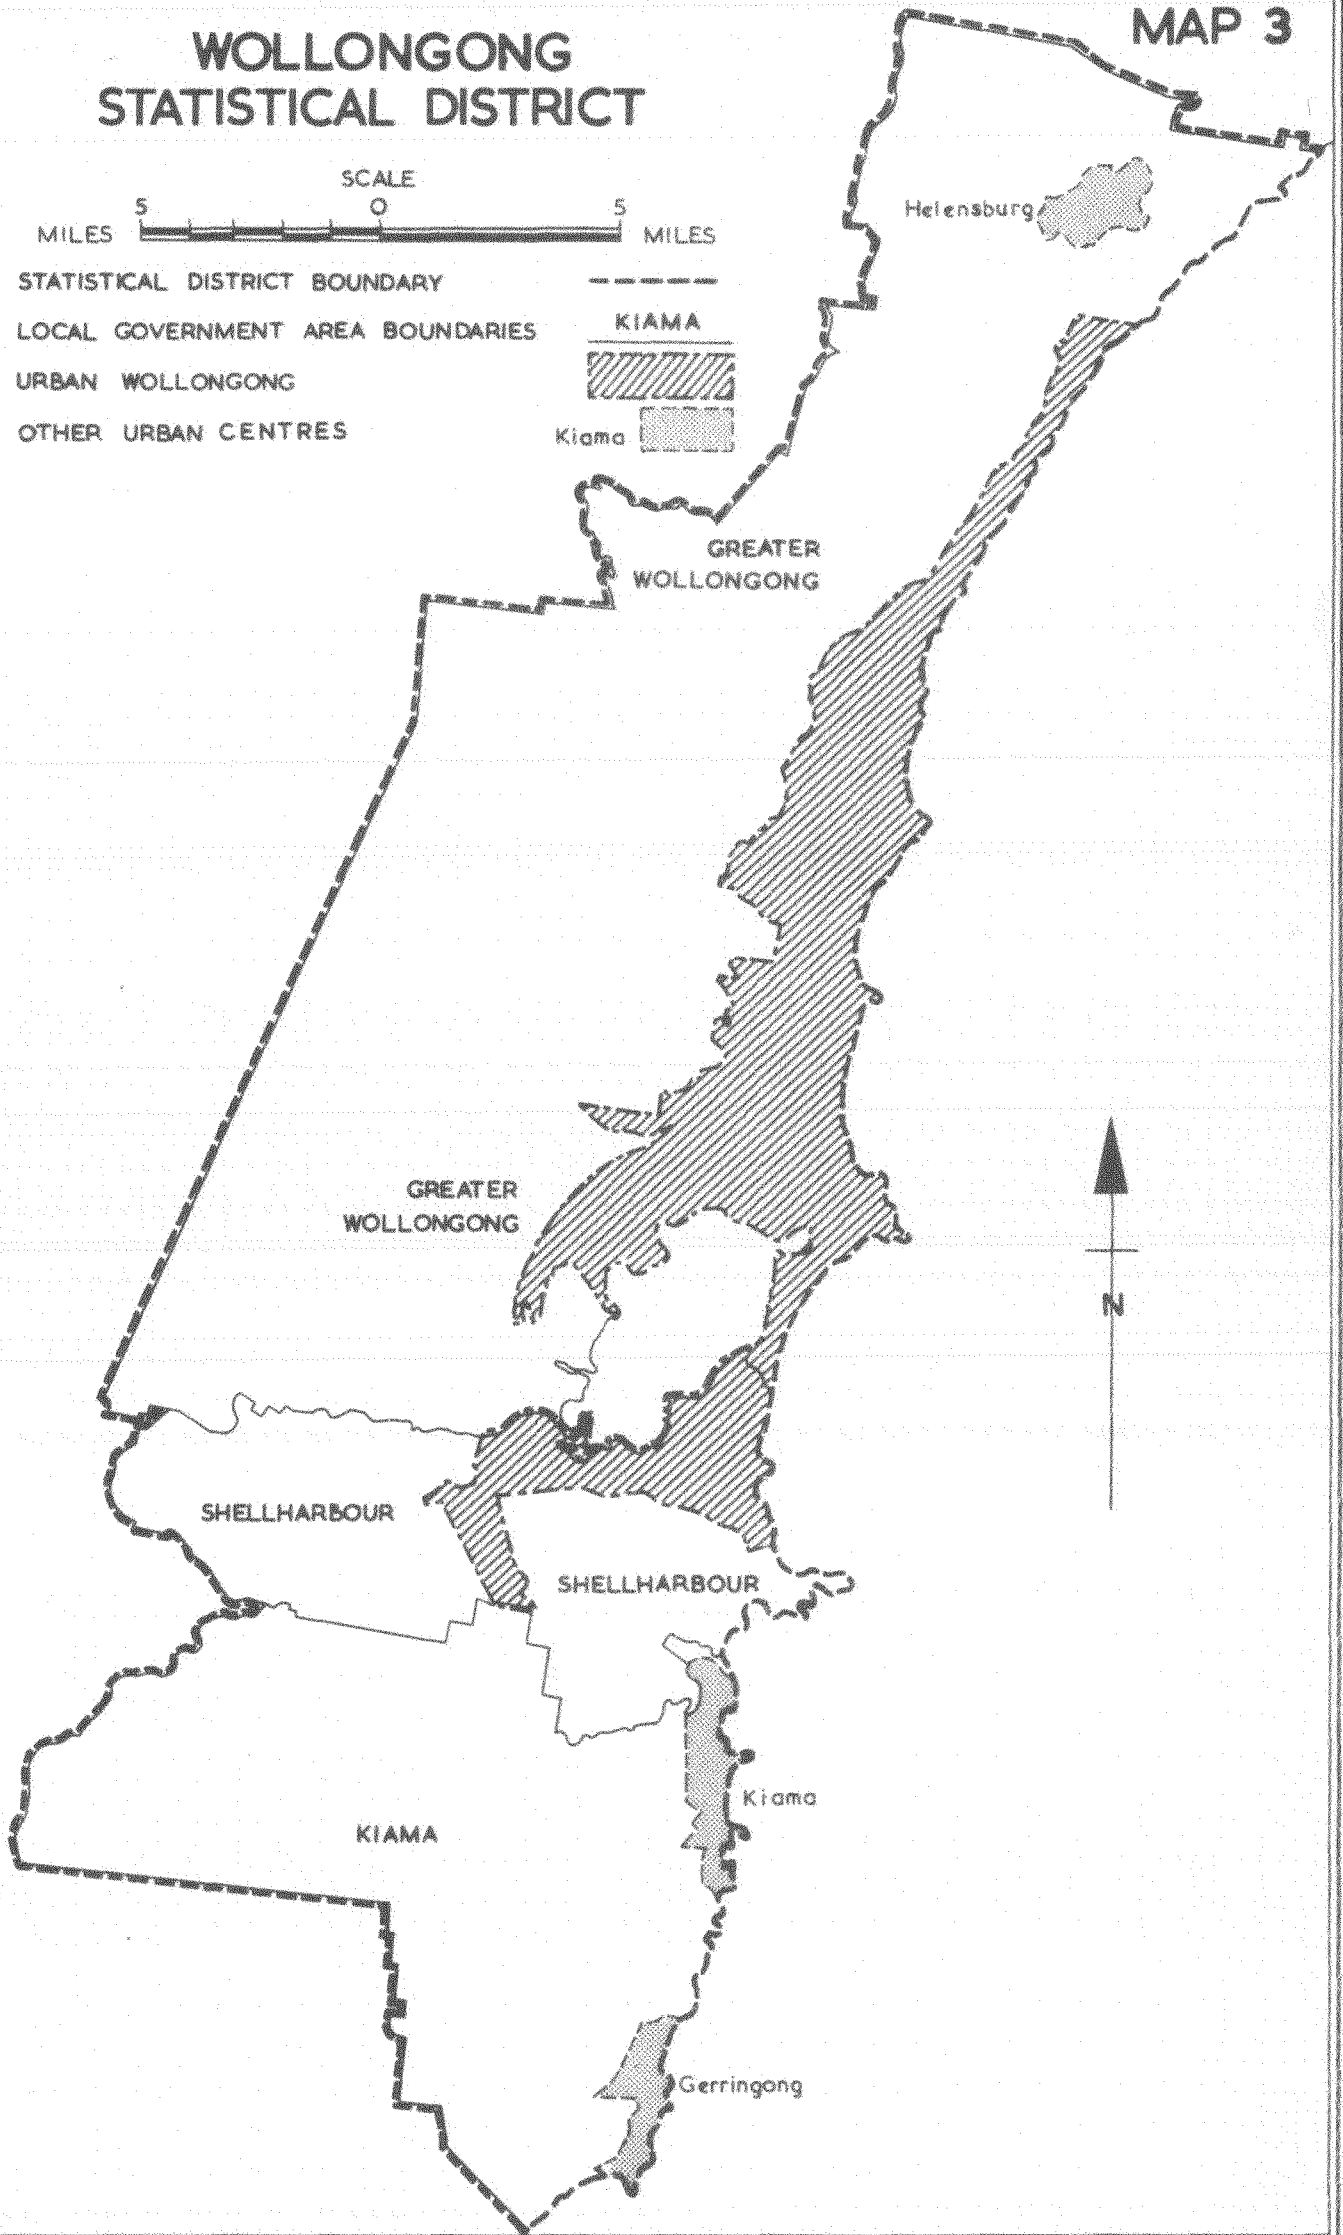 MAP 3
WOLLONGONG
STATISTICAL DISTRICT
SCALE
5 0 5
MILES MILES
STATISTICAL DISTRICT BOUNDARY
LOCAL GOVERNMENT AREA BOUNDARIES KIAMA
URBAN WOLLONGONG
OTHER URBAN CENTRES Kiama
Helensburg
GREATER
WOLLONGONG
GREATER
WOLLONGONG
N
SHELLHARBOUR
SHELLHARBOUR
Kiama
KIAMA
Gerringong